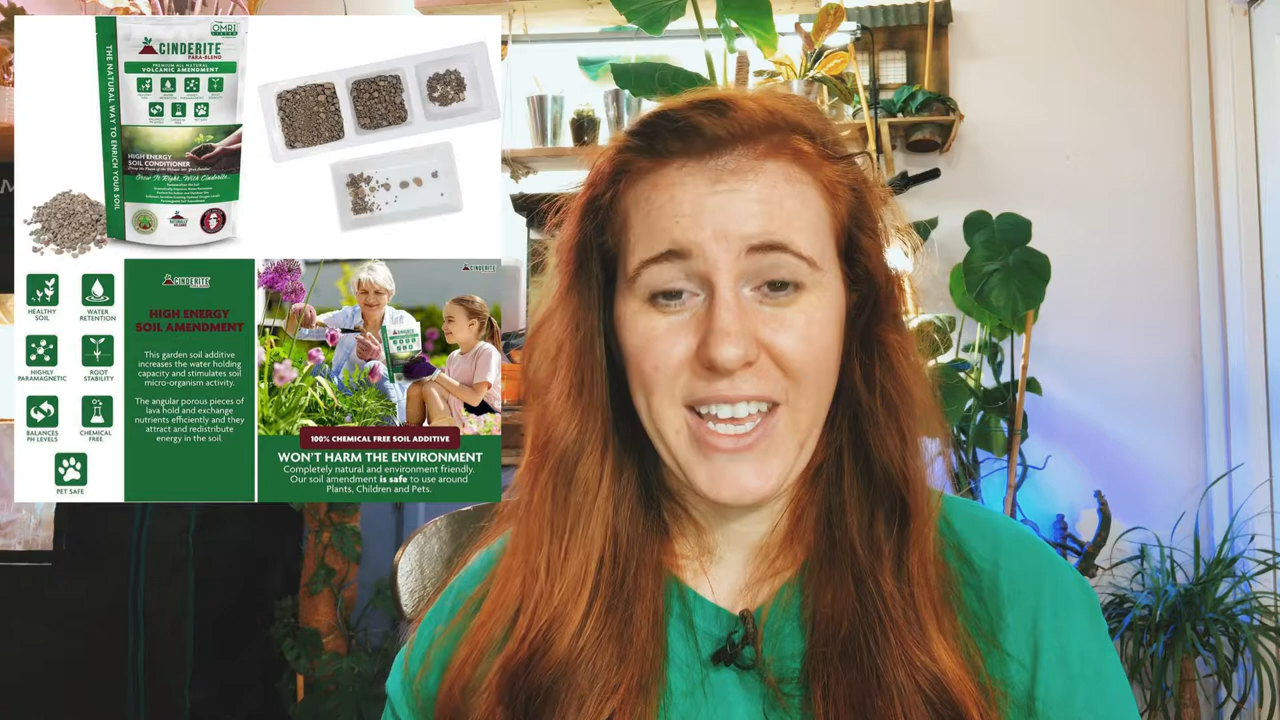 OMRI
LISTED
CINDERITE
PARA-BLEND
PREMIUM ALL NATURAL
VOLCANIC AMENDMENT
THE NATURAL WAY TO ENRICH YOUR SOIL
HIGH ENERGY
SOIL CONDITIONER
Grow It Right, With Cinderite.
HEALTHY
SOIL
WATER
RETENTION
HIGHLY
PARAMAGNETIC
ROOT
STABILITY
BALANCES
PH LEVELS
CHEMICAL
FREE
PET SAFE
CINDERITE
HIGH ENERGY
SOIL AMENDMENT
This garden soil additive
increases the water holding
capacity and stimulates soil
micro-organism activity.
The angular porous pieces of
lava hold and exchange
nutrients efficiently and they
attract and redistribute
energy in the soil.
CINDERITE
100% CHEMICAL FREE SOIL ADDITIVE
WON'T HARM THE ENVIRONMENT
Completely natural and environment friendly.
Our soil amendment is safe to use around
Plants, Children and Pets.